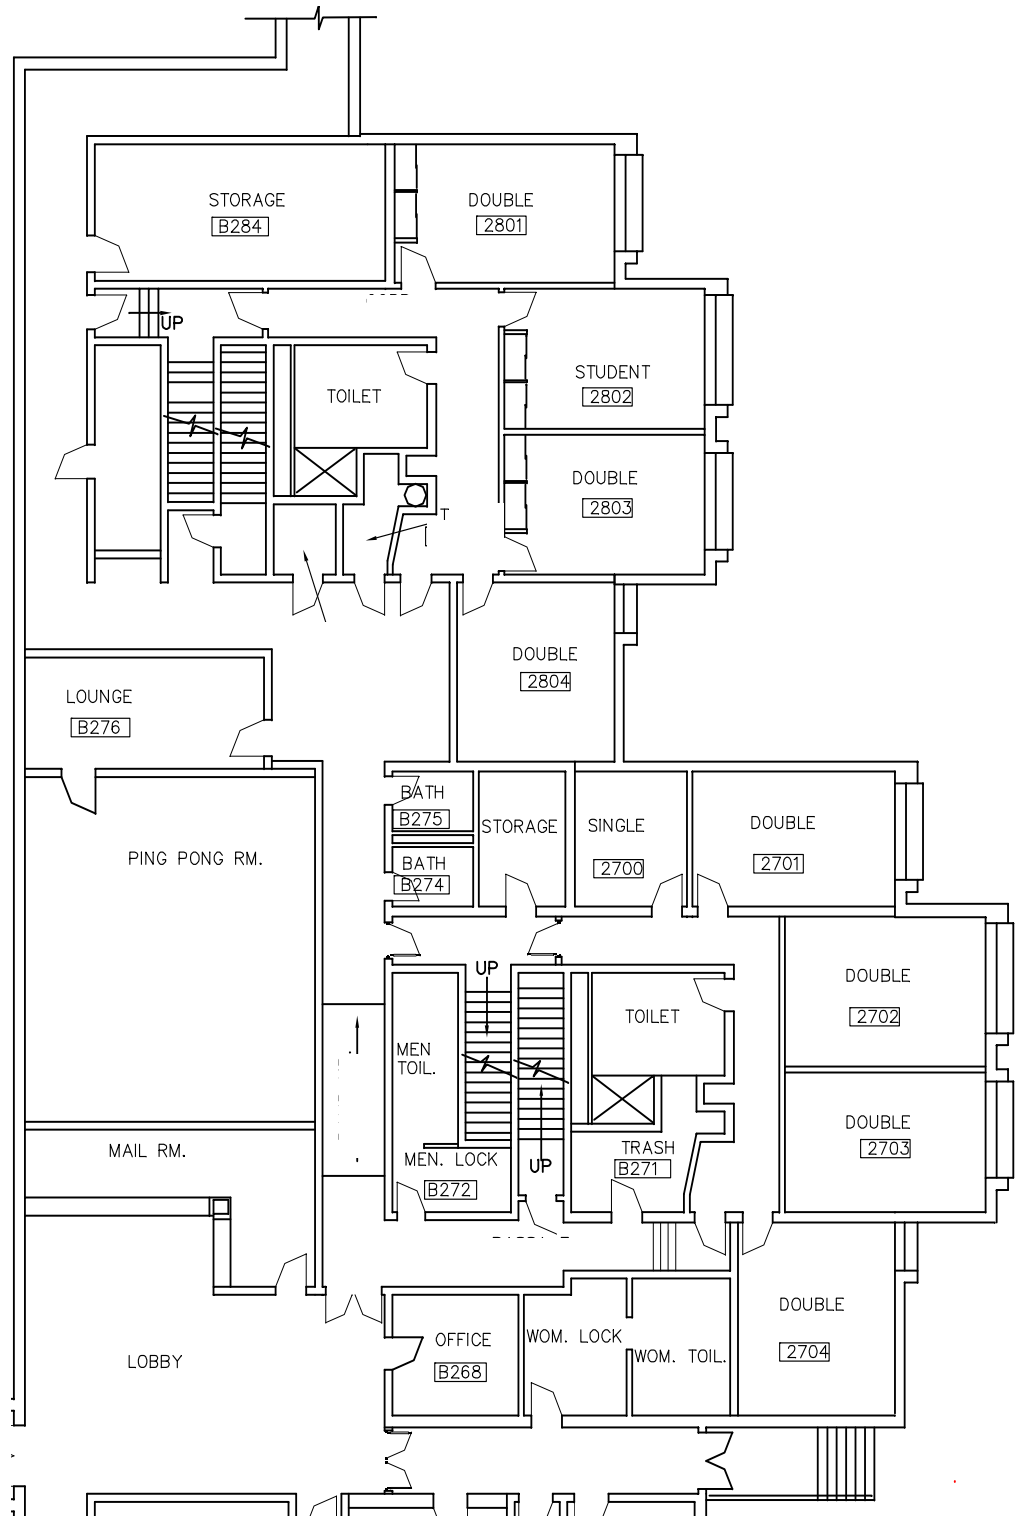 STORAGE
B284
DOUBLE
2801
UP
TOILET
STUDENT
2802
DOUBLE
2803
T
DOUBLE
2804
LOUNGE
B276
PING PONG RM.
BATH
B275
BATH
B274
STORAGE
SINGLE
2700
DOUBLE
2701
UP
MEN
TOIL.
TOILET
DOUBLE
2702
DOUBLE
2703
MAIL RM.
MEN. LOCK
B272
UP
TRASH
B271
DOUBLE
2704
LOBBY
OFFICE
B268
WOM. LOCK
WOM. TOIL.